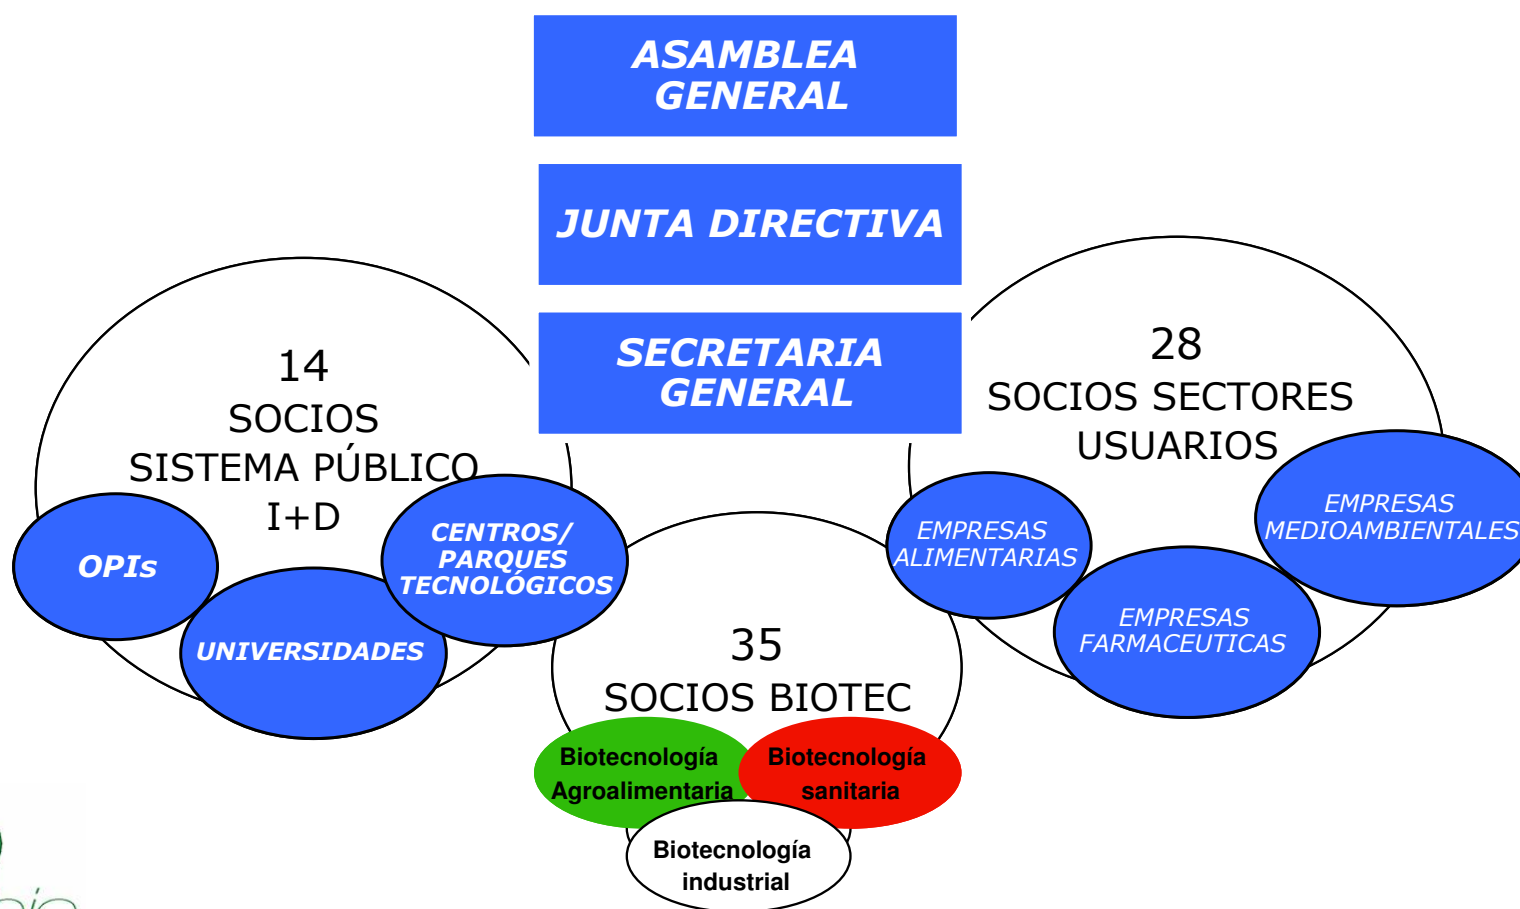 ASAMBLEA
GENERAL
JUNTA DIRECTIVA
SECRETARIA
GENERAL
14
SOCIOS
SISTEMA PÚBLICO
I+D
OPIs
UNIVERSIDADES
CENTROS/
PARQUES
TECNOLÓGICOS
28
SOCIOS SECTORES
USUARIOS
EMPRESAS
ALIMENTARIAS
EMPRESAS
FARMACEUTICAS
EMPRESAS
MEDIOAMBIENTALES
35
SOCIOS BIOTEC
Biotecnología
Agroalimentaria
Biotecnología
sanitaria
Biotecnología
industrial